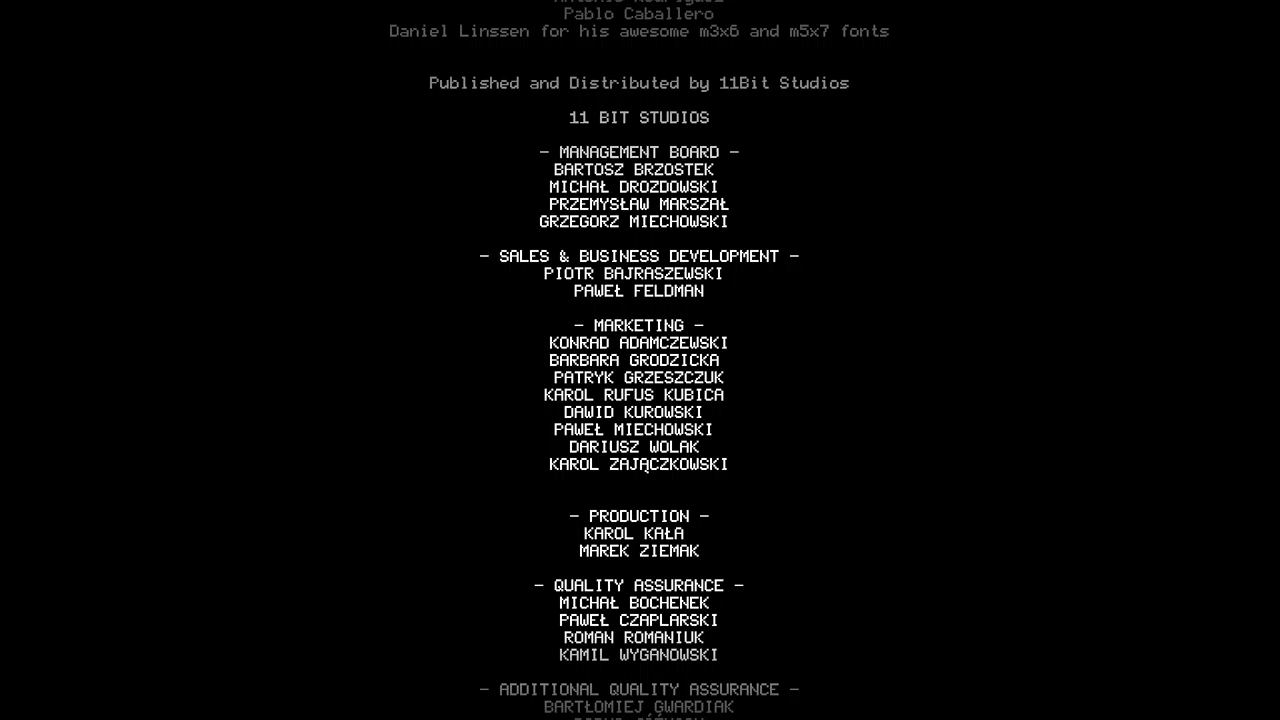 Pablo Caballero
Daniel Linssen for his awesome m3x6 and m5x7 fonts
Published and Distributed by 11Bit Studios
11 BIT STUDIOS
- MANAGEMENT BOARD -
BARTOSZ BRZOSTEK
MICHAŁ DROZDOWSKI
PRZEMYSŁAW MARSZAŁ
GRZEGORZ MIECHOWSKI
- SALES & BUSINESS DEVELOPMENT -
PIOTR BAJRASZEWSKI
PAWEŁ FELDMAN
- MARKETING -
KONRAD ADAMCZEWSKI
BARBARA GRODZICKA
PATRYK GRZESZCZUK
KAROL RUFUS KUBICA
DAWID KUROWSKI
PAWEŁ MIECHOWSKI
DARIUSZ WOLAK
KAROL ZAJĄCZKOWSKI
- PRODUCTION -
KAROL KAŁA
MAREK ZIEMAK
- QUALITY ASSURANCE -
MICHAŁ BOCHENEK
PAWEŁ CZAPLARSKI
ROMAN ROMANIUK
KAMIL WYGANOWSKI
- ADDITIONAL QUALITY ASSURANCE -
BARTŁOMIEJ GWARDIAK